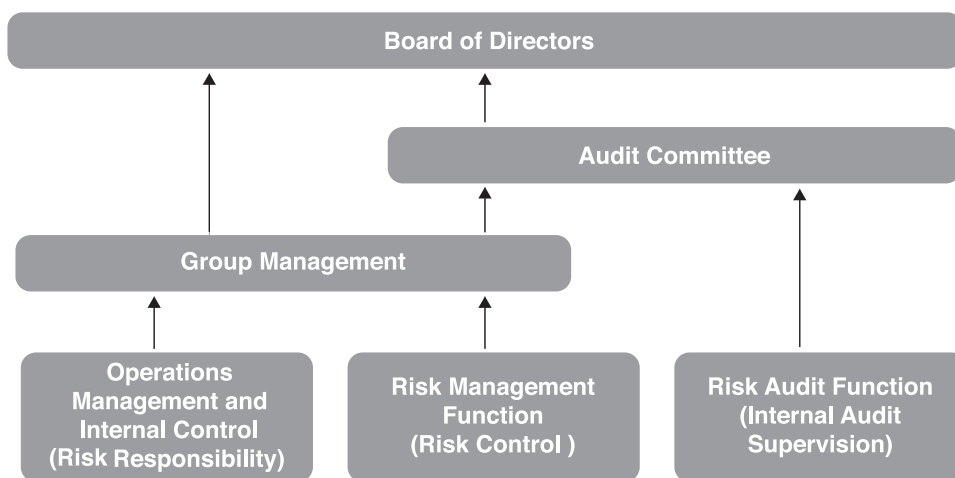 Board of Directors
Audit Committee
Group Management
Operations
Management and
Internal Control
(Risk Responsibility)
Risk Management
Function
(Risk Control )
Risk Audit Function
(Internal Audit
Supervision)